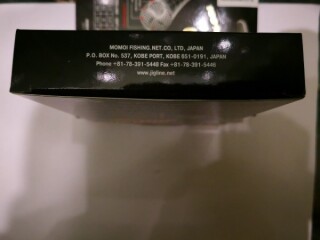 MOMOI FISHING NET CO, LTD, JAPAN
P.O. BOX No. 537, KOBE PORT, KOBE 651-0191, JAPAN
Phone +81-78-391-5448 Fax +81-78-391-5446
www.jigline.net